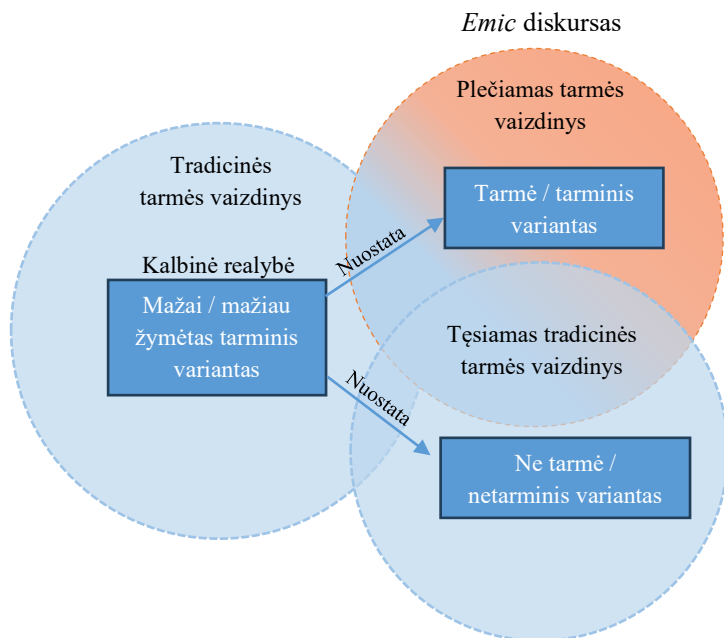 Emic diskursas
Plečiamas tarmės
vaizdinys
Tradicinės
tarmės vaizdinys
Tarmė / tarminis
variantas
Nuostata
Kalbinė realybė
Mažai / mažiau
žymėtas tarminis
variantas
Tęsiamas tradicinės
tarmės vaizdinys
Nuostata
Ne tarmė /
netarminis variantas